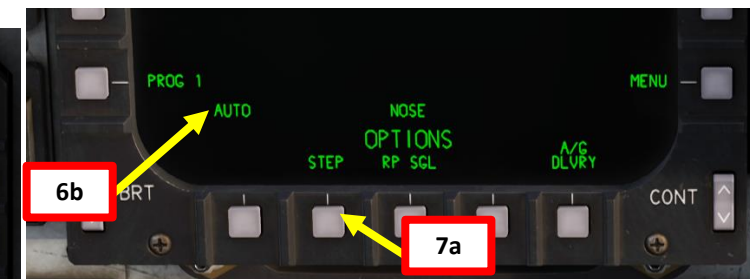 PROG 1
MENU
AUTO
NOSE
OPTIONS
A/G
STEP
RP SGL
DLVRY
6b
BRT
CONT
7a